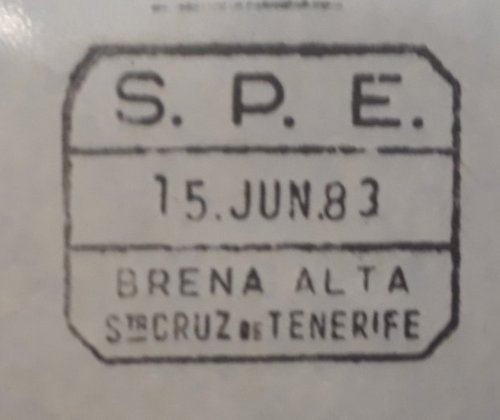 S. P. E.
15.JUN.83
BRENA ALTA
STA CRUZ DE TENERIFE